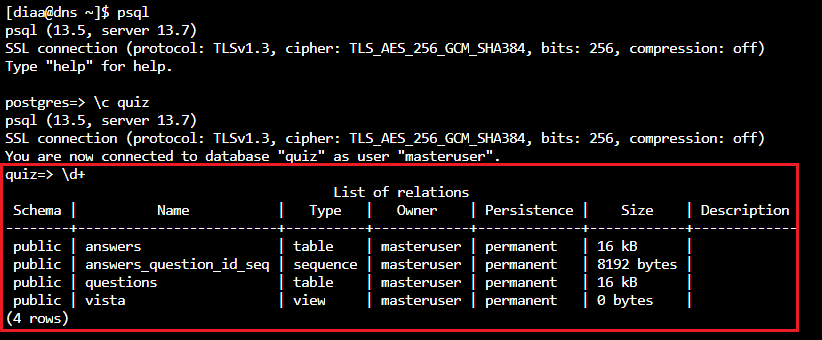 [diaa@dns ~]$ psql
psql (13.5, server 13.7)
SSL connection (protocol: TLSv1.3, cipher: TLS_AES_256_GCM_SHA384, bits: 256, compression: off)
Type "help" for help.
postgres=> \c quiz
psql (13.5, server 13.7)
SSL connection (protocol: TLSv1.3, cipher: TLS_AES_256_GCM_SHA384, bits: 256, compression: off)
You are now connected to database "quiz" as user "masteruser".
quiz=> \d+
List of relations
Schema | Name | Type | Owner | Persistence | Size | Description
--------+-------------------------+----------+------------+-------------+------------+-------------
public | answers | table | masteruser | permanent | 16 kB |
public | answers_question_id_seq | sequence | masteruser | permanent | 8192 bytes |
public | questions | table | masteruser | permanent | 16 kB |
public | vista | view | masteruser | permanent | 0 bytes |
(4 rows)